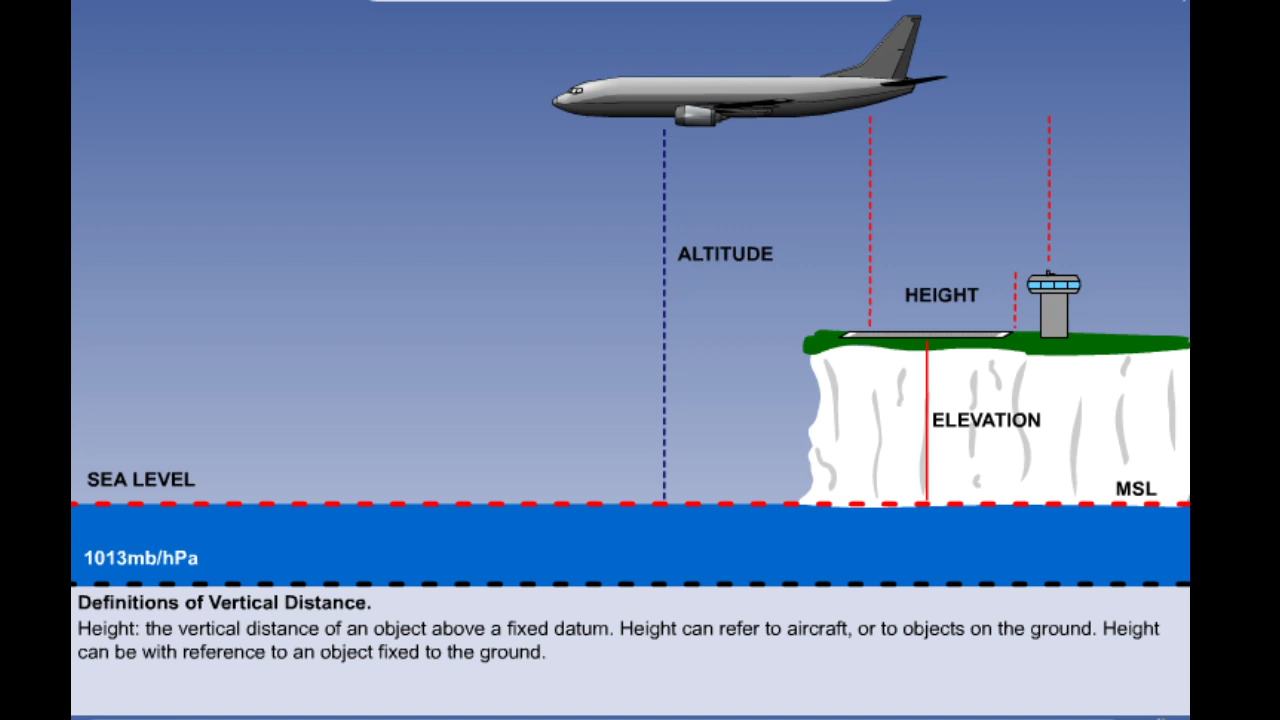 ALTITUDE
HEIGHT
ELEVATION
SEA LEVEL
MSL
1013mb/hPa
Definitions of Vertical Distance.
Height: the vertical distance of an object above a fixed datum. Height can refer to aircraft, or to objects on the ground. Height
can be with reference to an object fixed to the ground.